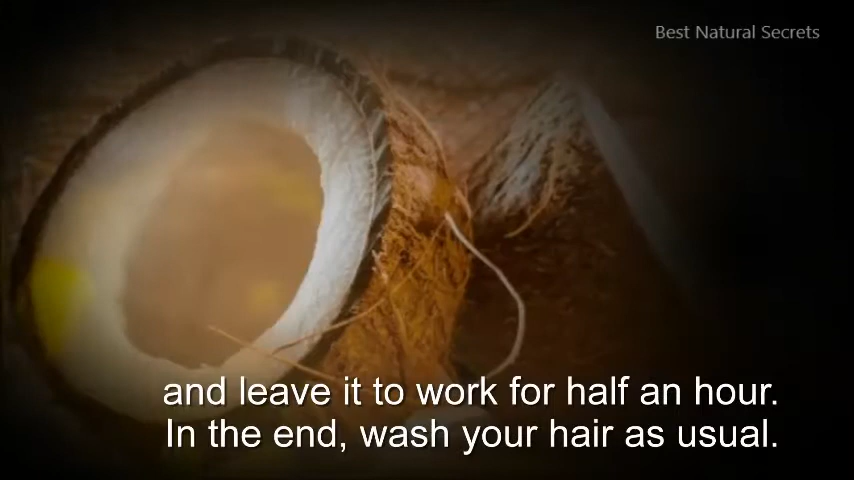 Best Natural Secrets
and leave it to work for half an hour.
In the end, wash your hair as usual.